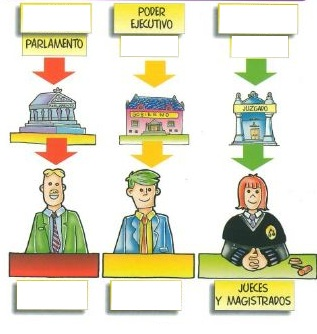 PODER
EJECUTIVO
PARLAMENTO
GOBIERNO
JUZGADO
JUECES
Y MAGISTRADOS